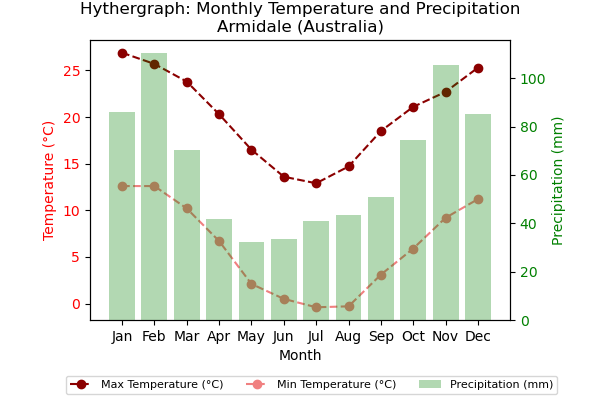 Hythergraph: Monthly Temperature and Precipitation
Armidale (Australia)
Temperature (°C)
25
20
15
10
5
0
100
80
60
40
20
0
Precipitation (mm)
Jan Feb Mar Apr May Jun Jul Aug Sep Oct Nov Dec
Month
Max Temperature (°C) Min Temperature (°C) Precipitation (mm)